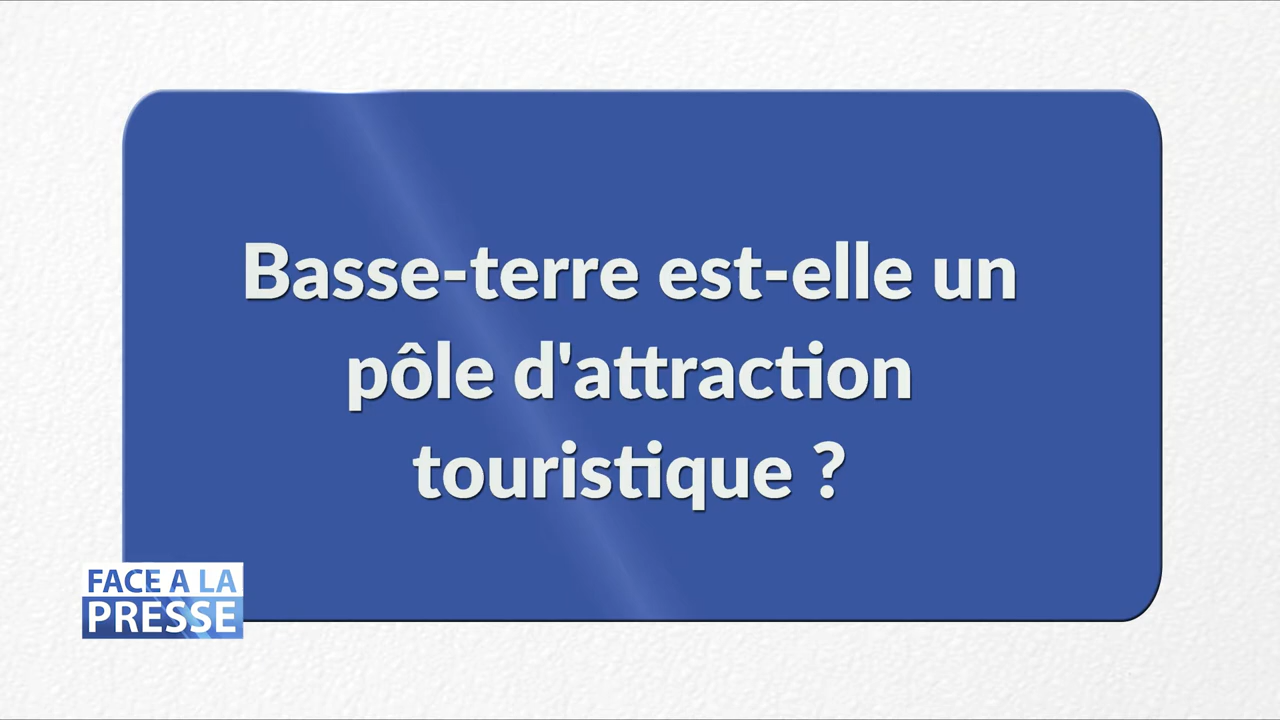 Basse-terre est-elle un
pôle d'attraction
touristique ?
FACE A LA
PRESSE